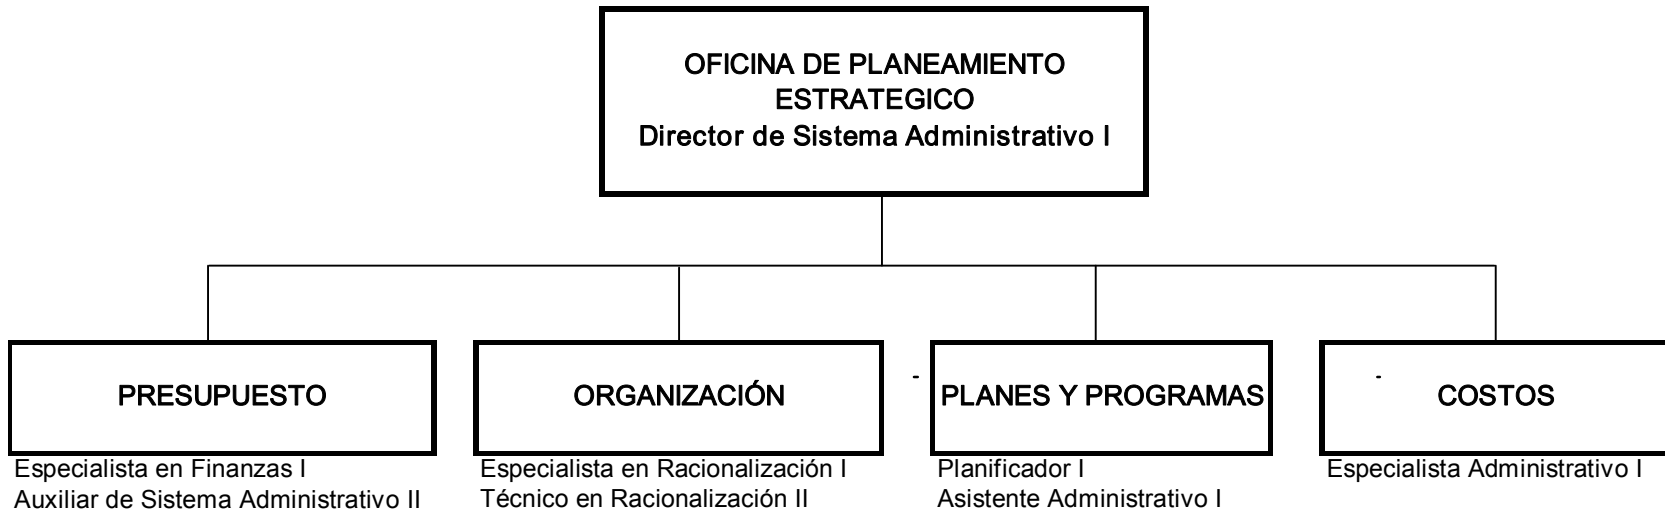 OFICINA DE PLANEAMIENTO
ESTRATEGICO
Director de Sistema Administrativo I
PRESUPUESTO
Especialista en Finanzas I
Auxiliar de Sistema Administrativo II
ORGANIZACIÓN
Especialista en Racionalización I
Técnico en Racionalización II
-
PLANES Y PROGRAMAS
Planificador I
Asistente Administrativo I
-
COSTOS
Especialista Administrativo I